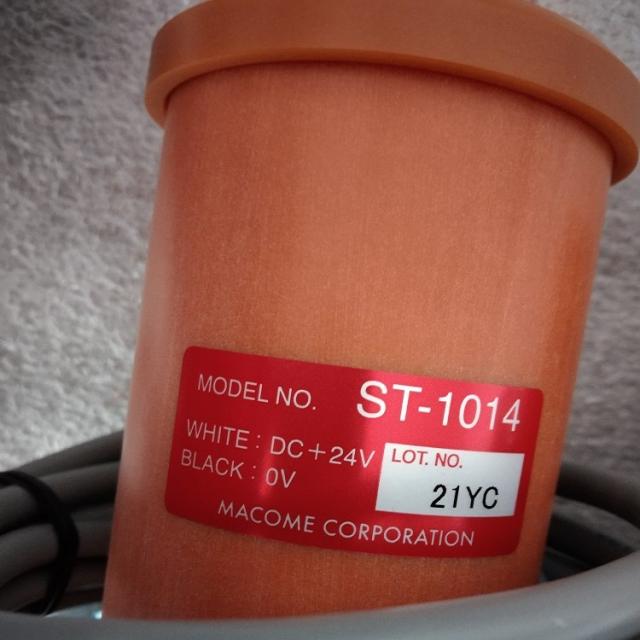 MODEL NO. ST-1014
WHITE : DC+24V
BLACK : 0V
LOT. NO.
21YC
MACOME CORPORATION